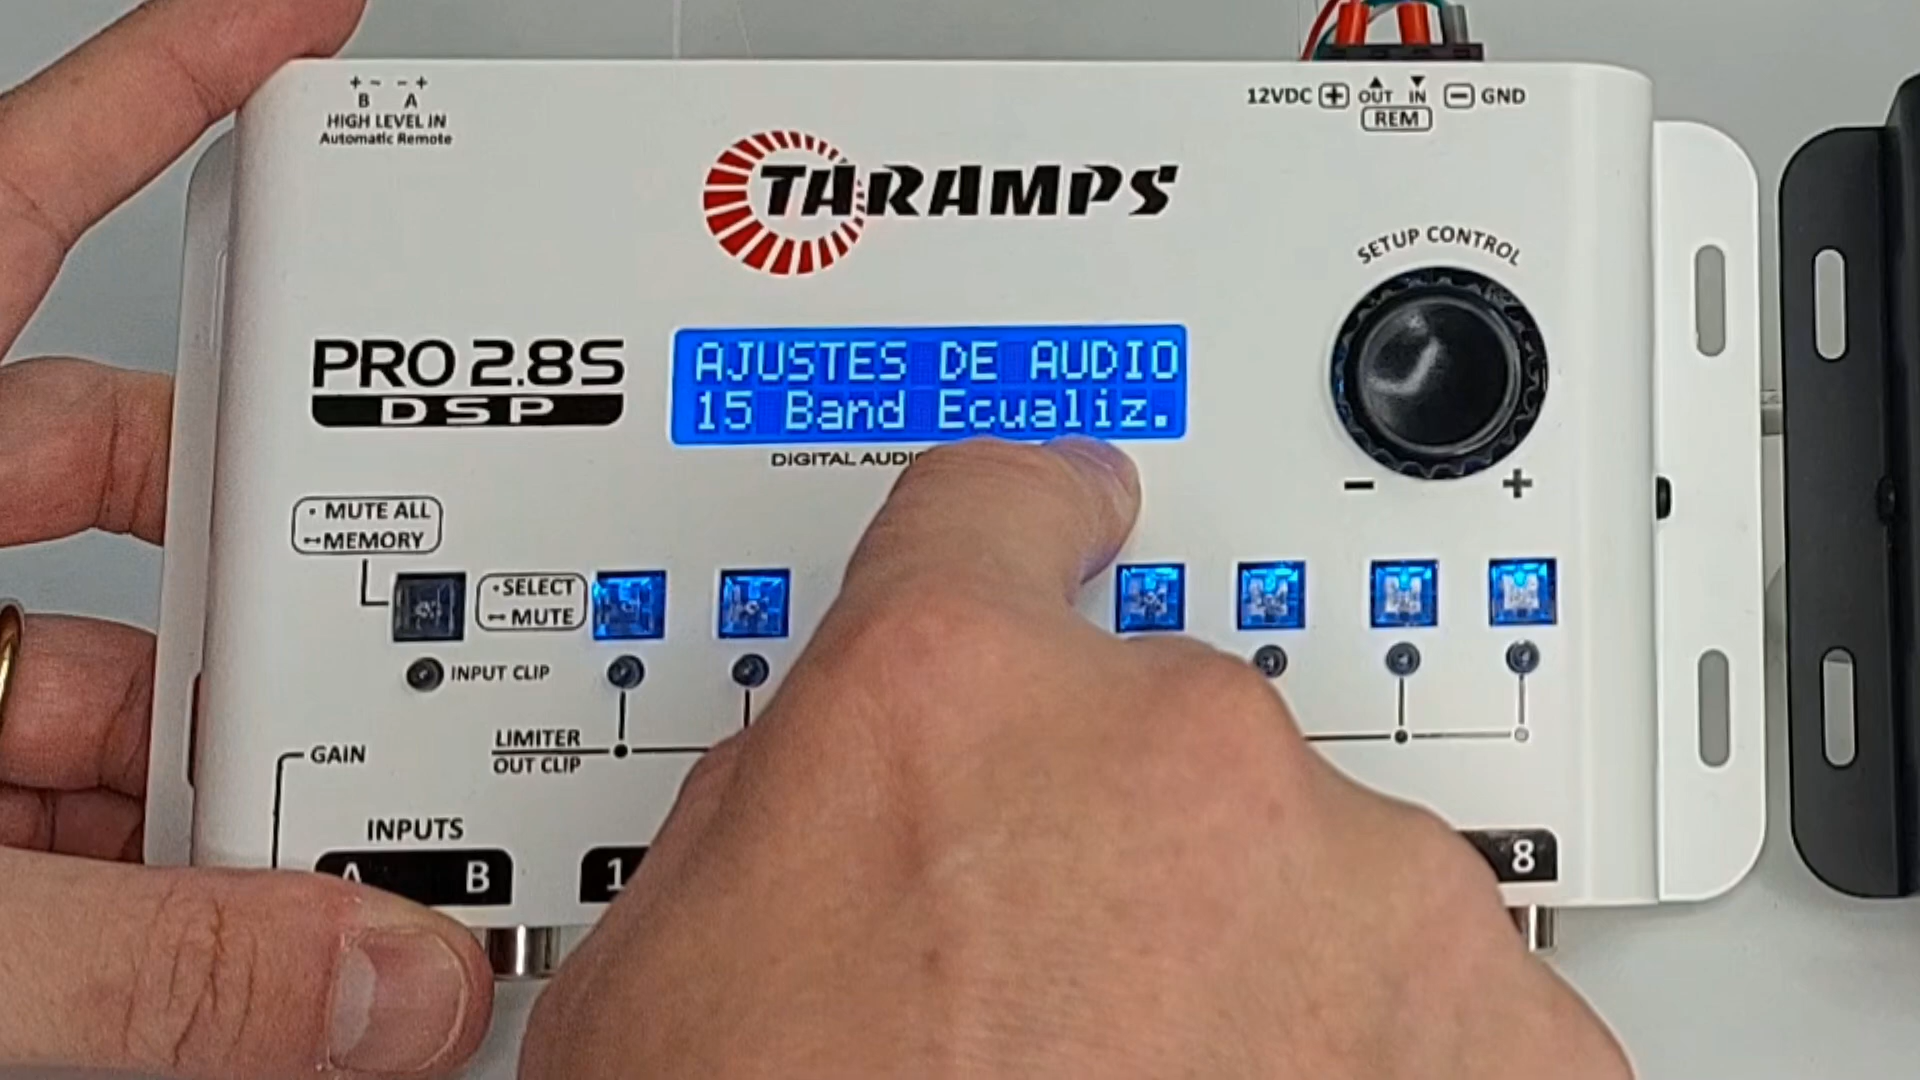 + - - +
B A
HIGH LEVEL IN
Automatic Remote
12VDC + OUT IN - GND
REM
TARAMPS
SETUP CONTROL
PRO 2.8S
DSP
AJUSTES DE AUDIO
15 Band Ecualiz.
DIGITAL AUDIO
- +
• MUTE ALL
MEMORY
• SELECT
MUTE
INPUT CLIP
GAIN
LIMITER
OUT CLIP
INPUTS
A B 1 8